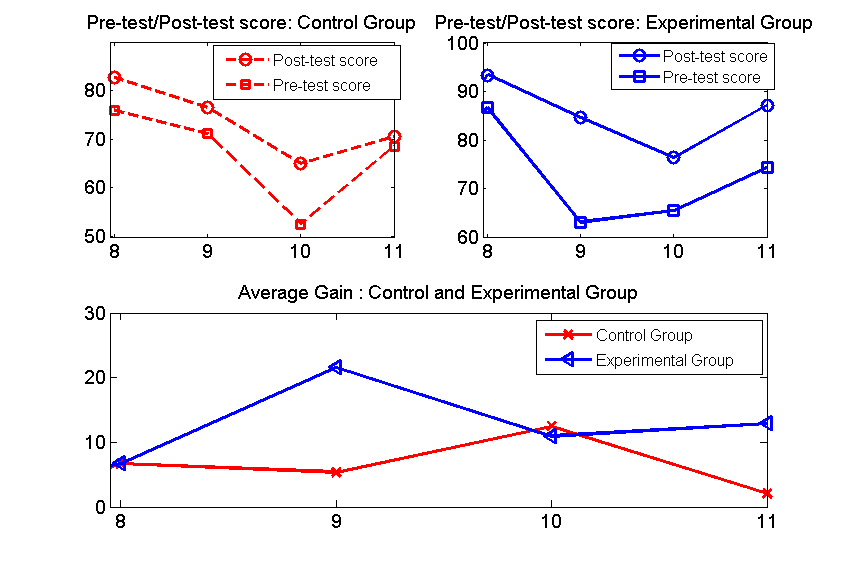 Pre-test/Post-test score: Control Group
Post-test score
Pre-test score
80
70
60
50
8 9 10 11
Pre-test/Post-test score: Experimental Group
Post-test score
Pre-test score
100
90
80
70
60
8 9 10 11
Average Gain : Control and Experimental Group
Control Group
Experimental Group
30
20
10
0
8 9 10 11